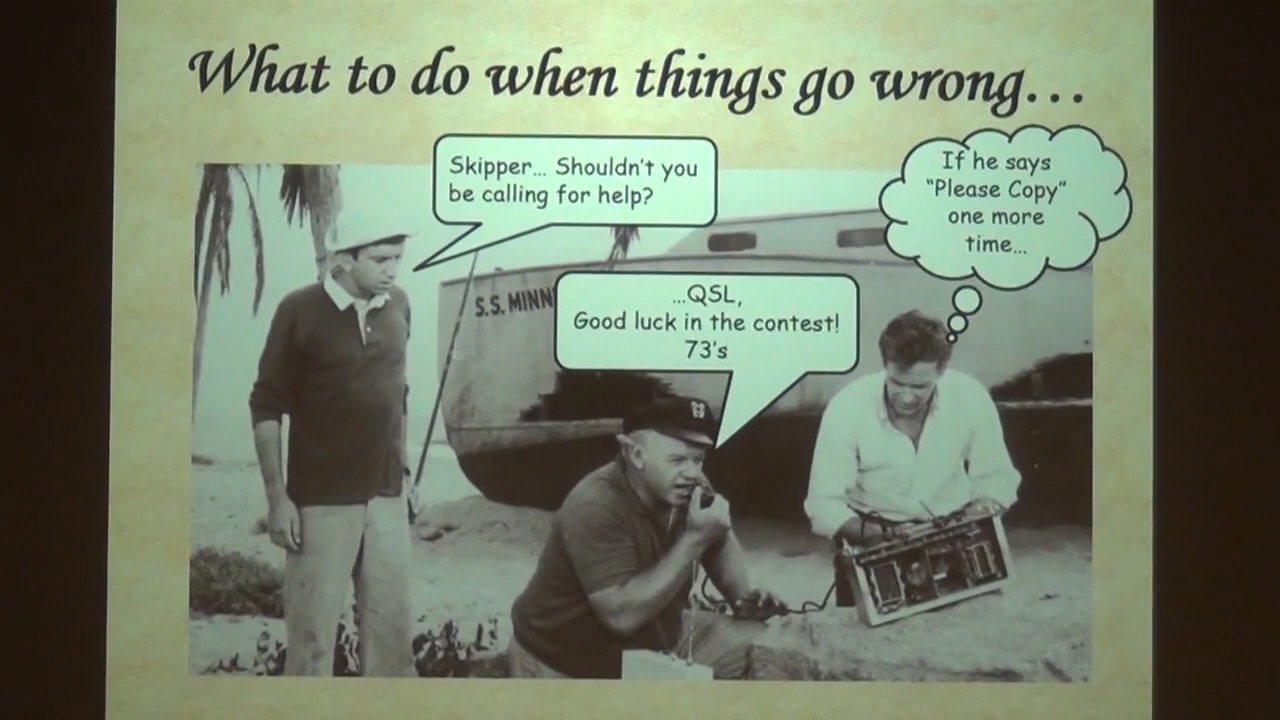 What to do when things go wrong…
Skipper… Shouldn't you
be calling for help?
If he says
“Please Copy”
one more
time…
…QSL,
Good luck in the contest!
73's
S.S. MINN